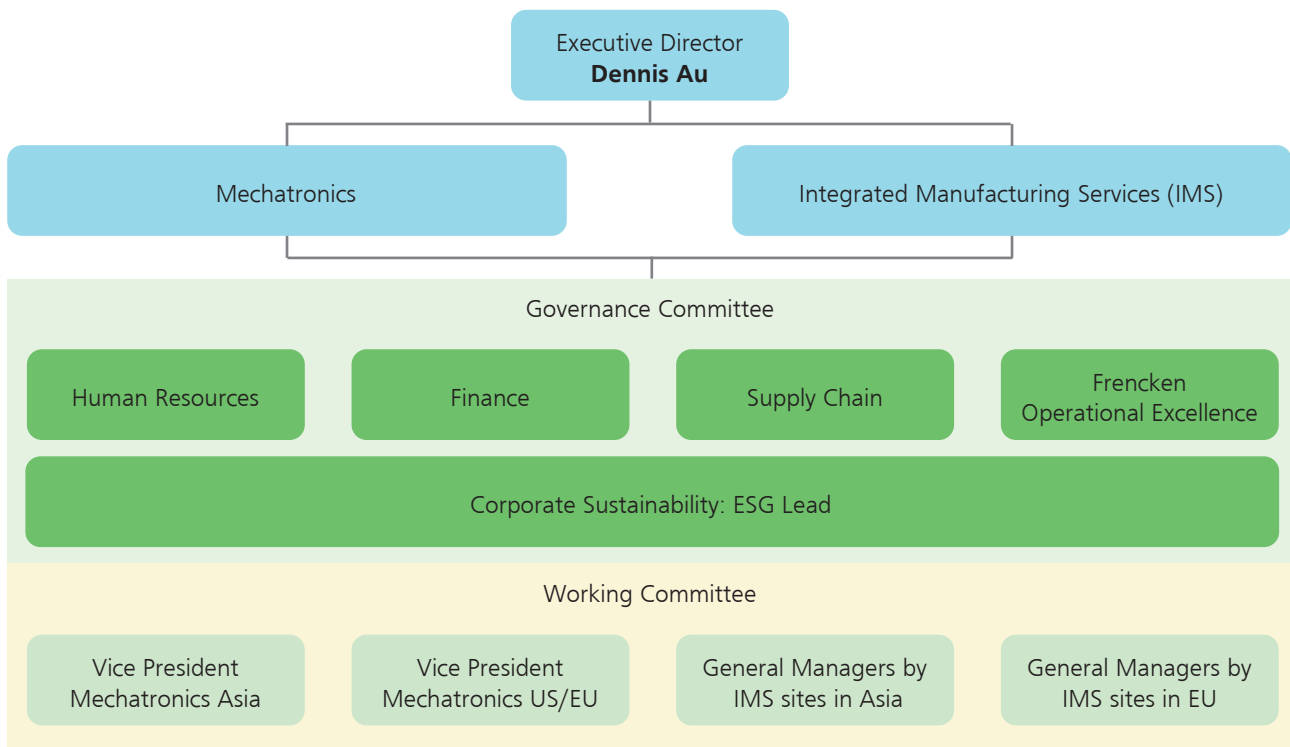 Executive Director
Dennis Au
Mechatronics
Integrated Manufacturing Services (IMS)
Governance Committee
Human Resources
Finance
Supply Chain
Frencken
Operational Excellence
Corporate Sustainability: ESG Lead
Working Committee
Vice President
Mechatronics Asia
Vice President
Mechatronics US/EU
General Managers by
IMS sites in Asia
General Managers by
IMS sites in EU